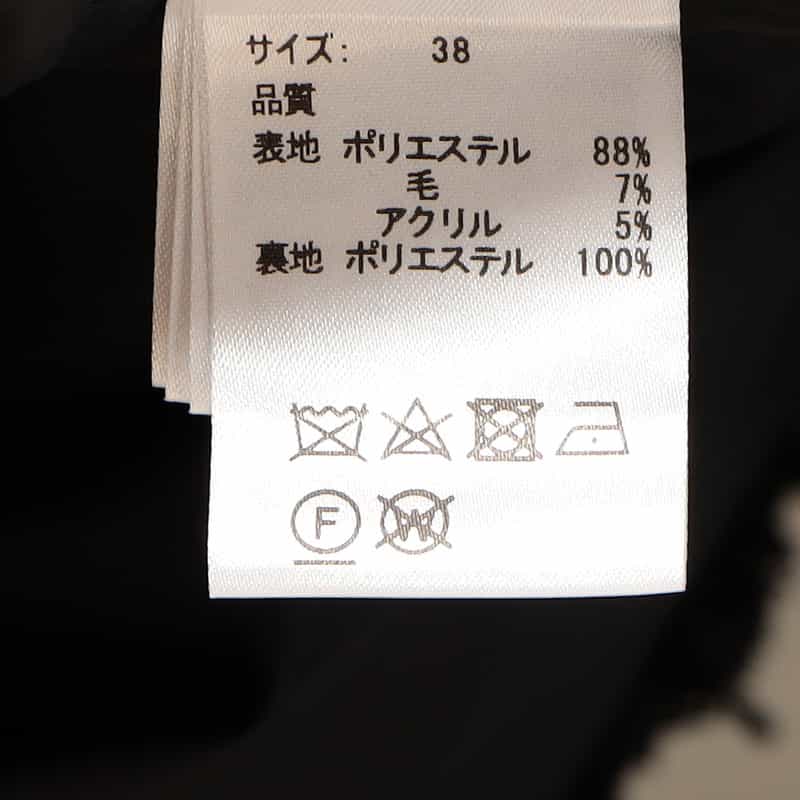 サイズ: 38
品質
表地 ポリエステル 88%
毛 7%
アクリル 5%
裏地 ポリエステル 100%
F W